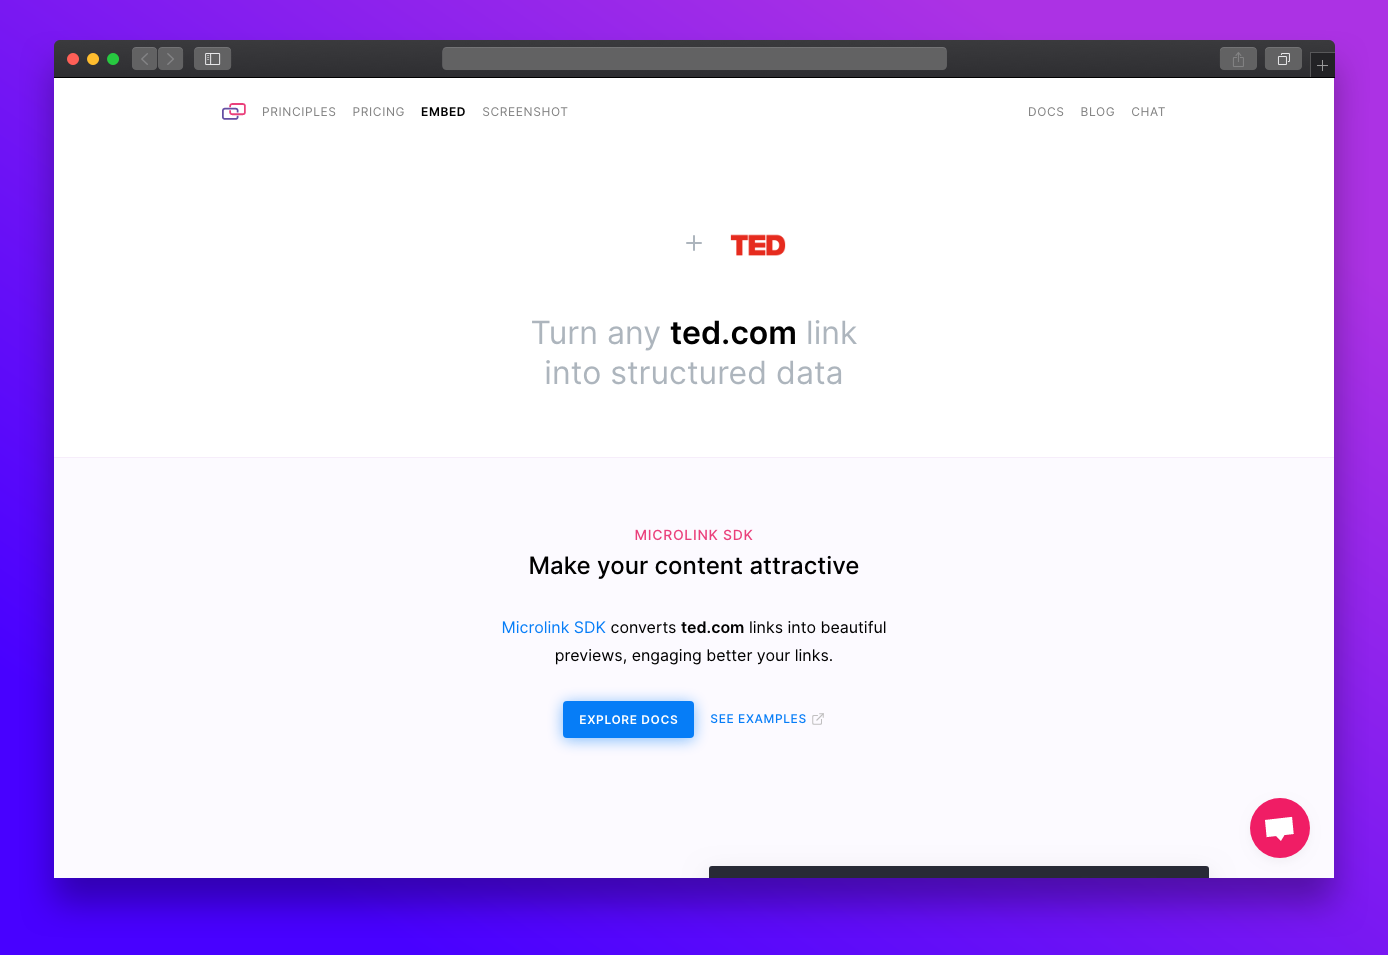 PRINCIPLES PRICING EMBED SCREENSHOT DOCS BLOG CHAT
+ TED
Turn any ted.com link
into structured data
MICROLINK SDK
Make your content attractive
Microlink SDK converts ted.com links into beautiful
previews, engaging better your links.
EXPLORE DOCS SEE EXAMPLES